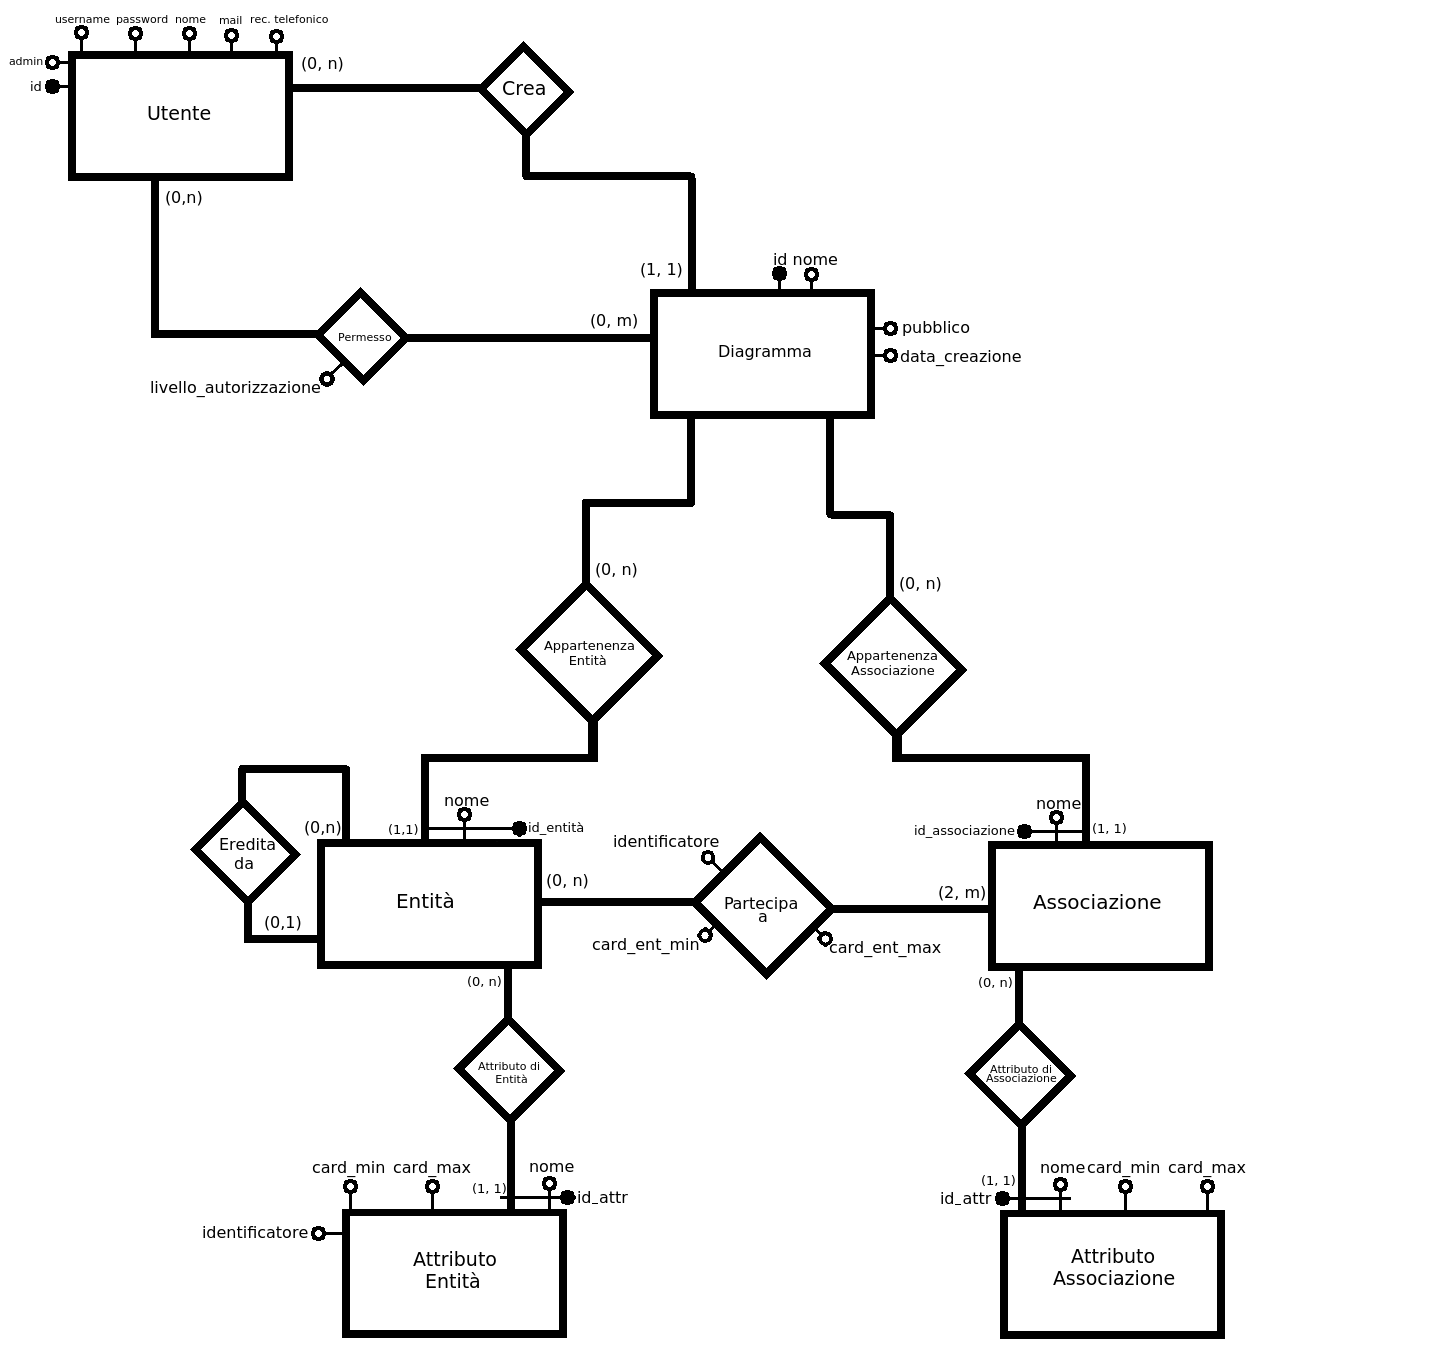 username password nome mail rec. telefonico
admin
id
Utente
(0, n)
Crea
(0,n)
(1, 1)
id nome
(0, m)
Permesso
livello_autorizzazione
Diagramma
pubblico
data_creazione
(0, n)
(0, n)
Appartenenza
Entità
Appartenenza
Associazione
nome
id_entità
(0,n)
(1,1)
Eredita
da
(0,1)
Entità
(0, n)
identificatore
Partecipa
a
card_ent_min
card_ent_max
(2, m)
nome
id_associazione
(1, 1)
Associazione
(0, n)
(0, n)
Attributo di
Entità
Attributo di
Associazione
card_min card_max
nome
(1, 1)
id_attr
identificatore
Attributo
Entità
nome card_min card_max
(1, 1)
id_attr
Attributo
Associazione